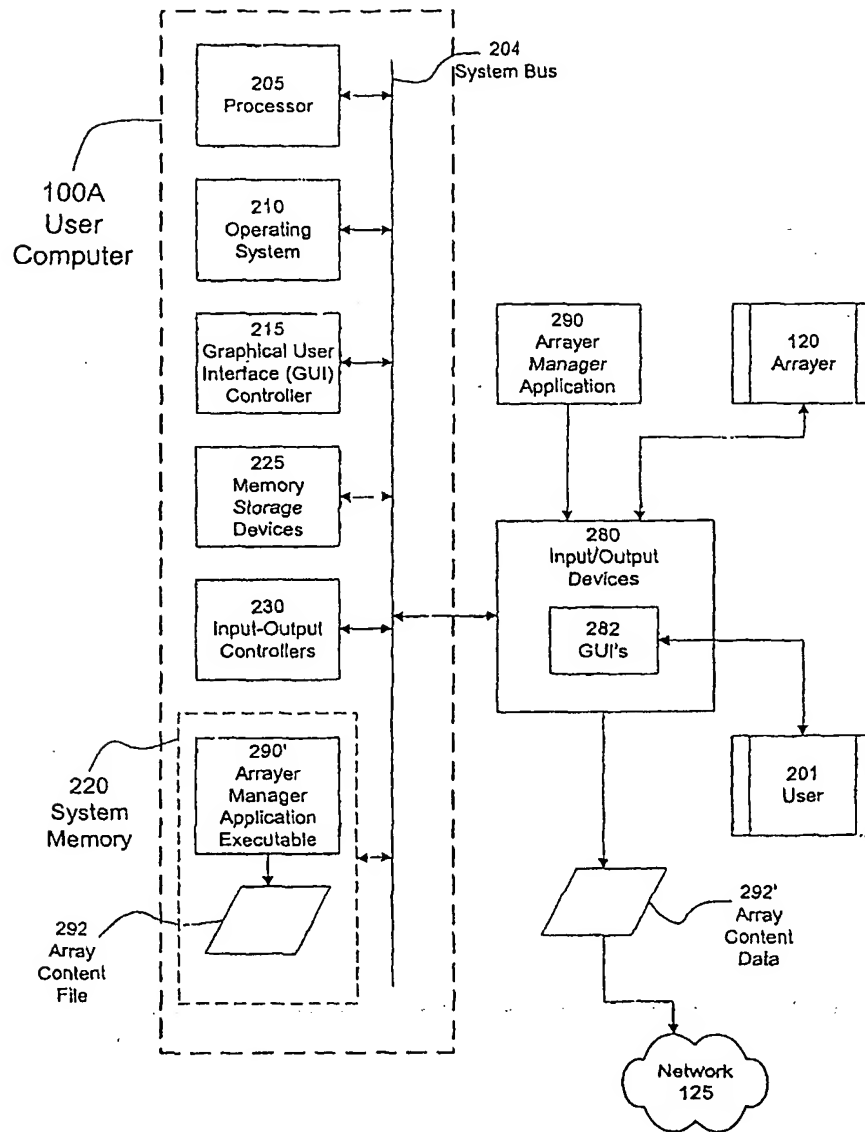 204
System Bus
205
Processor
100A
User
Computer
210
Operating
System
215
Graphical User
Interface (GUI)
Controller
290
Arrayer
Manager
Application
120
Arrayer
225
Memory
Storage
Devices
280
Input/Output
Devices
230
Input-Output
Controllers
282
GUI's
220
System
Memory
290'
Arrayer
Manager
Application
Executable
201
User
292
Array
Content
File
292'
Array
Content
Data
Network
125